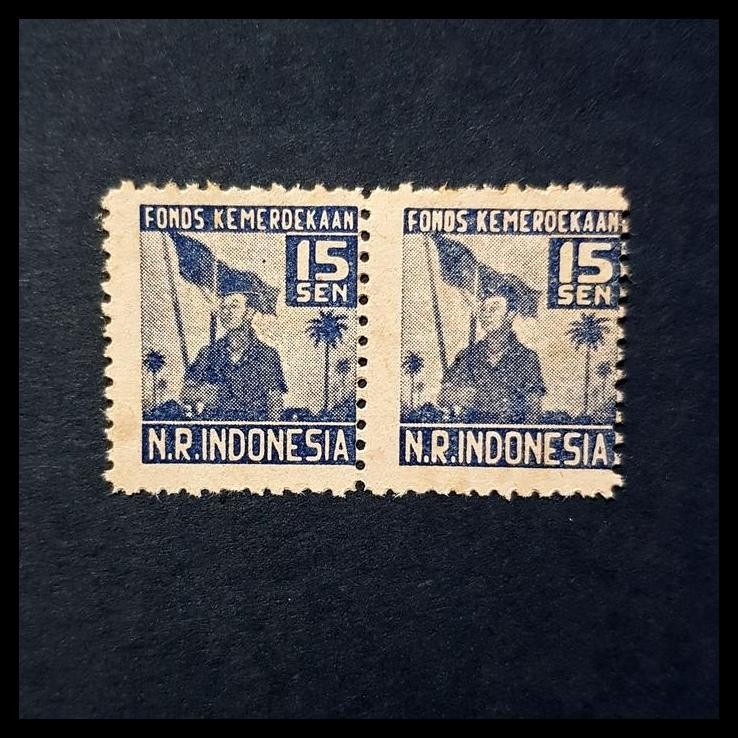 FONDS KEMERDEKAAN
15
SEN
N.R.INDONESIA
FONDS KEMERDEKAAN
15
SEN
N.R.INDONESIA